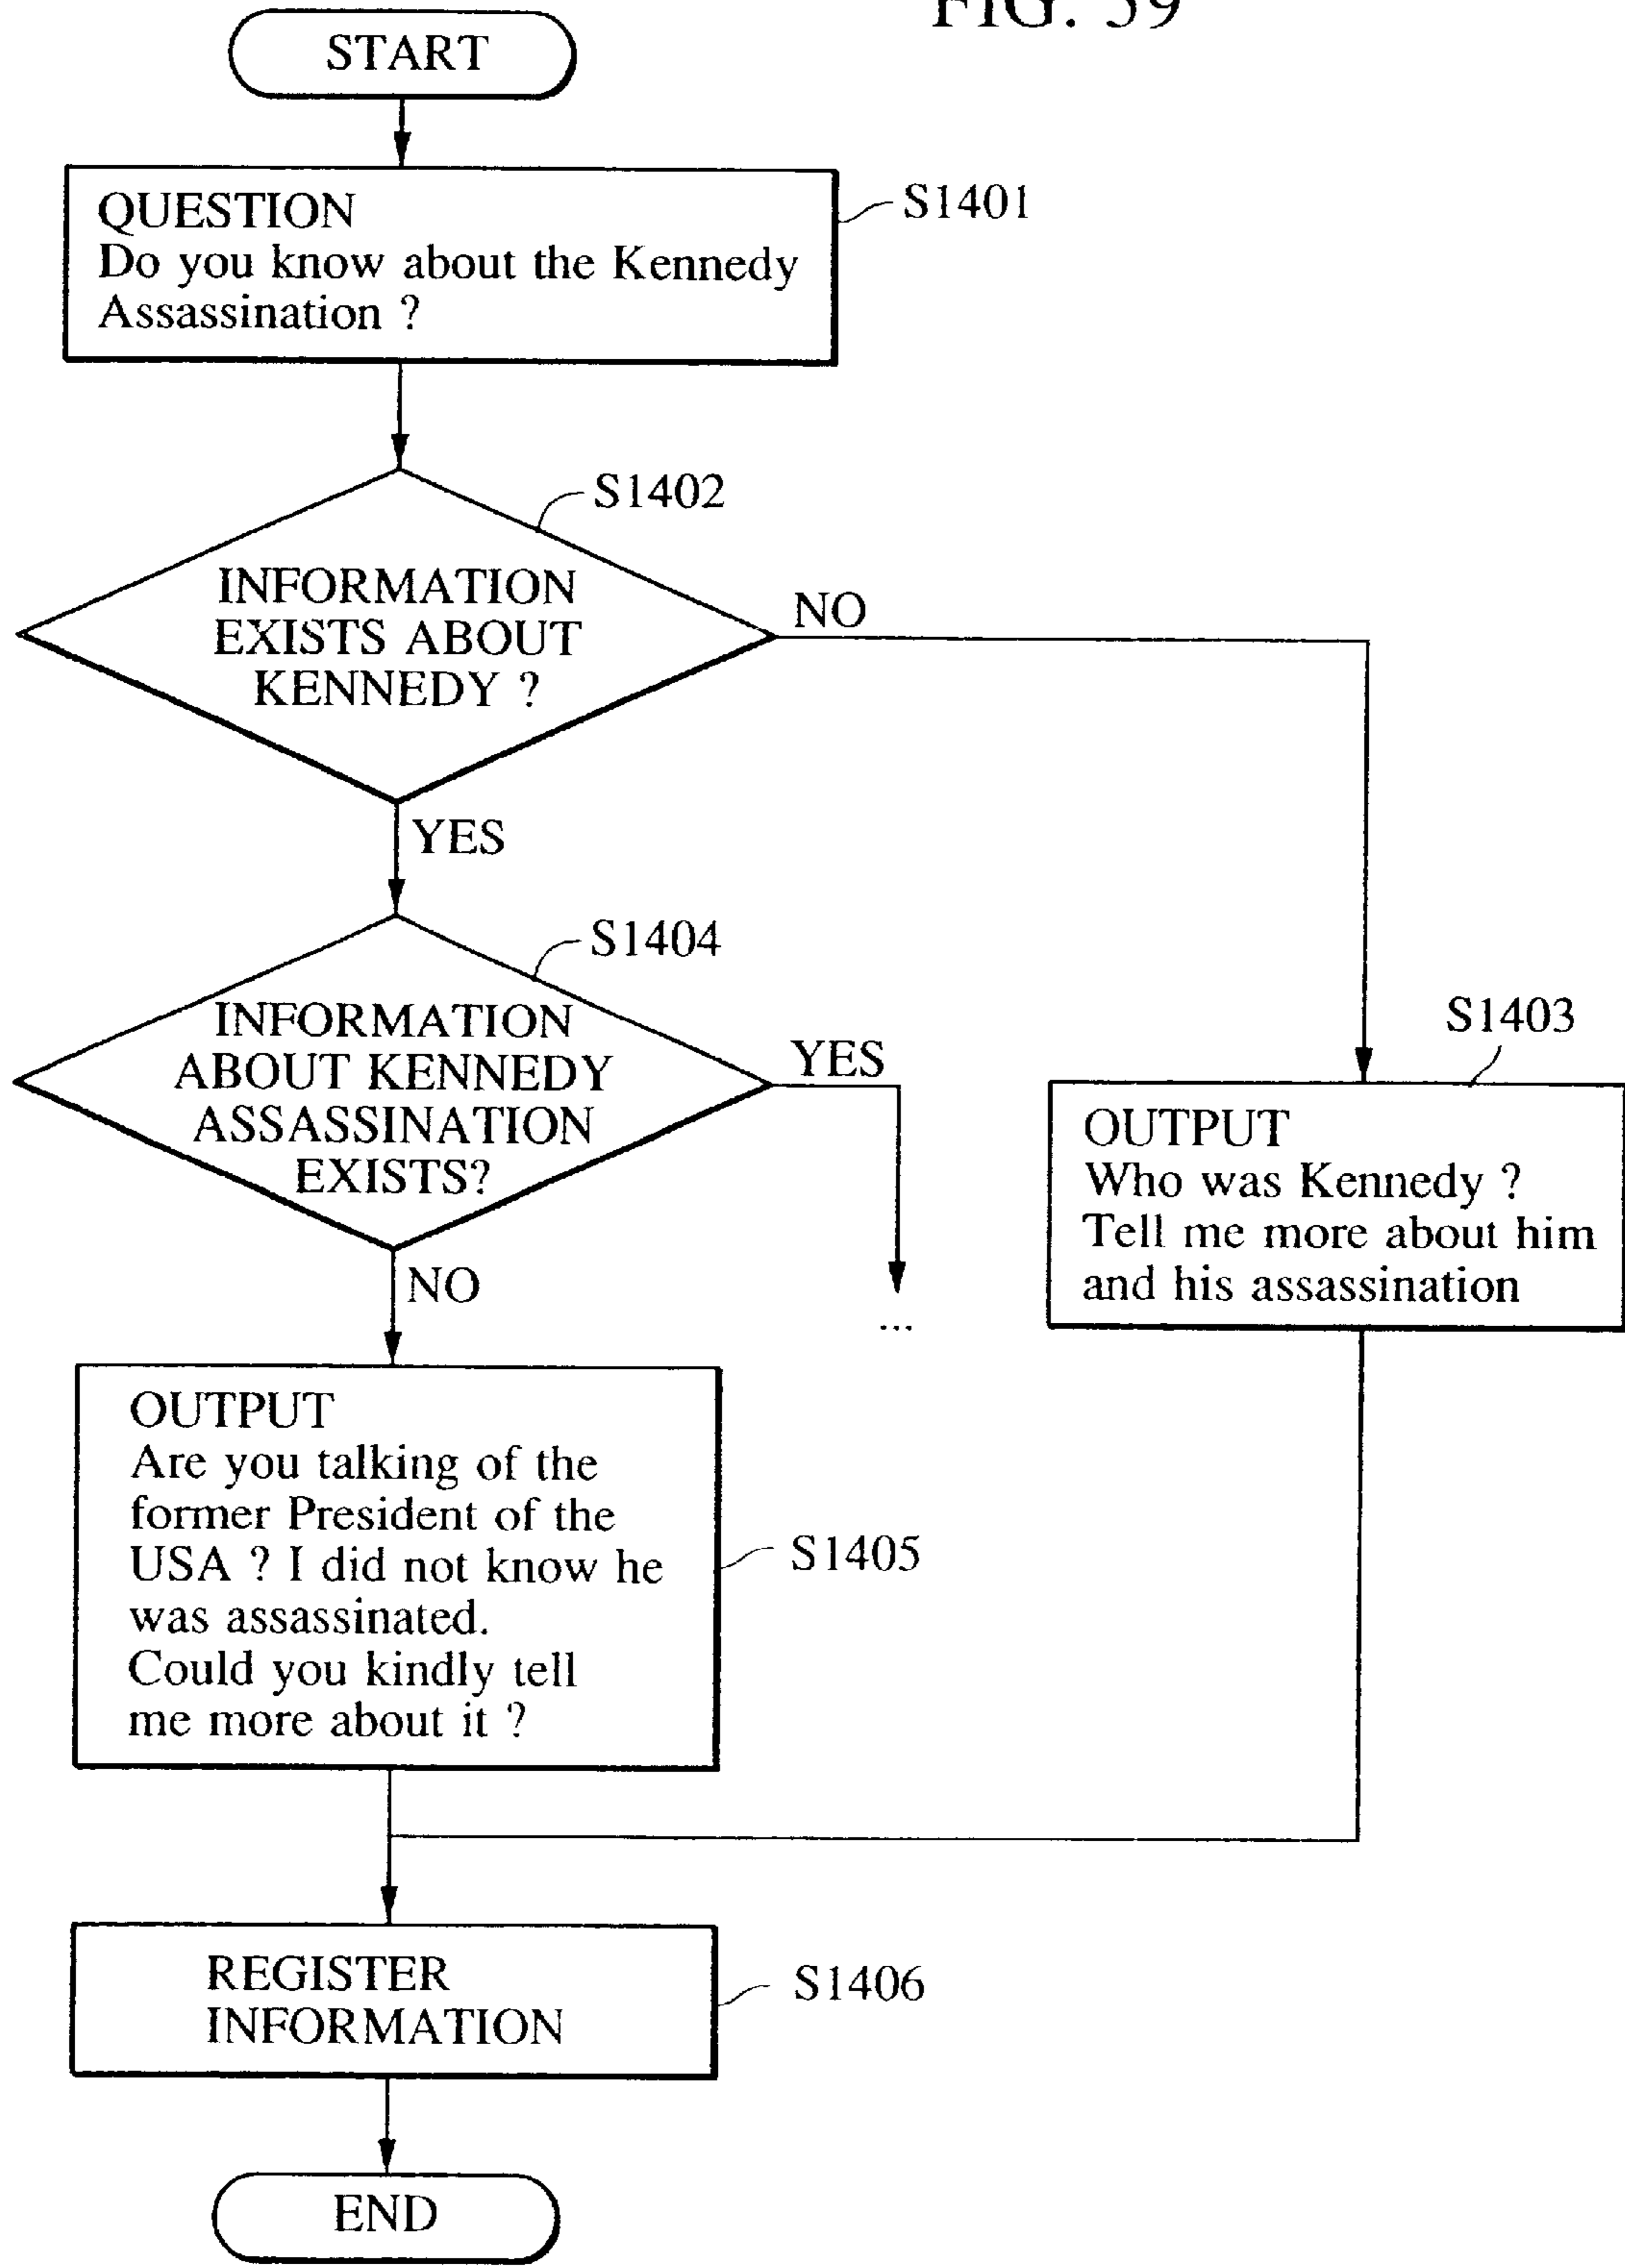 FIG. 59
START
QUESTION
Do you know about the Kennedy
Assassination ?
S1401
S1402
INFORMATION
EXISTS ABOUT
KENNEDY ?
NO
YES
S1404
INFORMATION
ABOUT KENNEDY
ASSASSINATION
EXISTS?
YES
...
NO
S1403
OUTPUT
Who was Kennedy ?
Tell me more about him
and his assassination
OUTPUT
Are you talking of the
former President of the
USA ? I did not know he
was assassinated.
Could you kindly tell
me more about it ?
S1405
REGISTER
INFORMATION
S1406
END